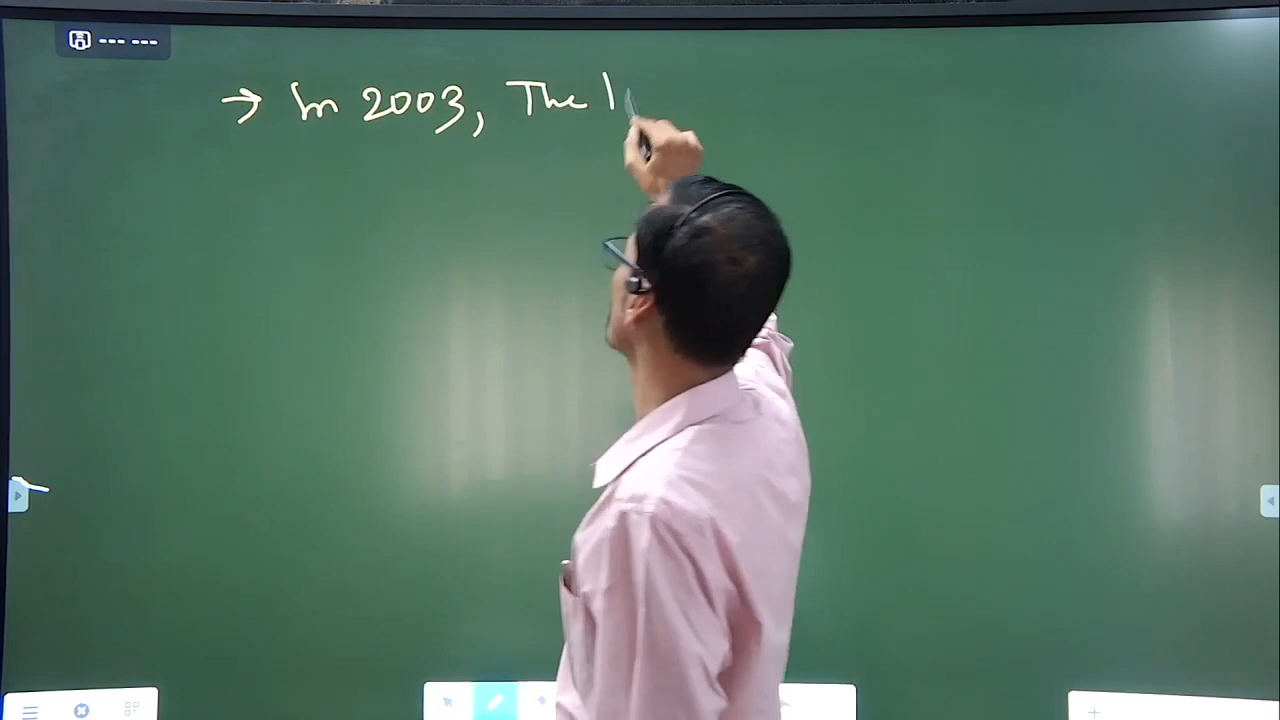 → In 2003, The